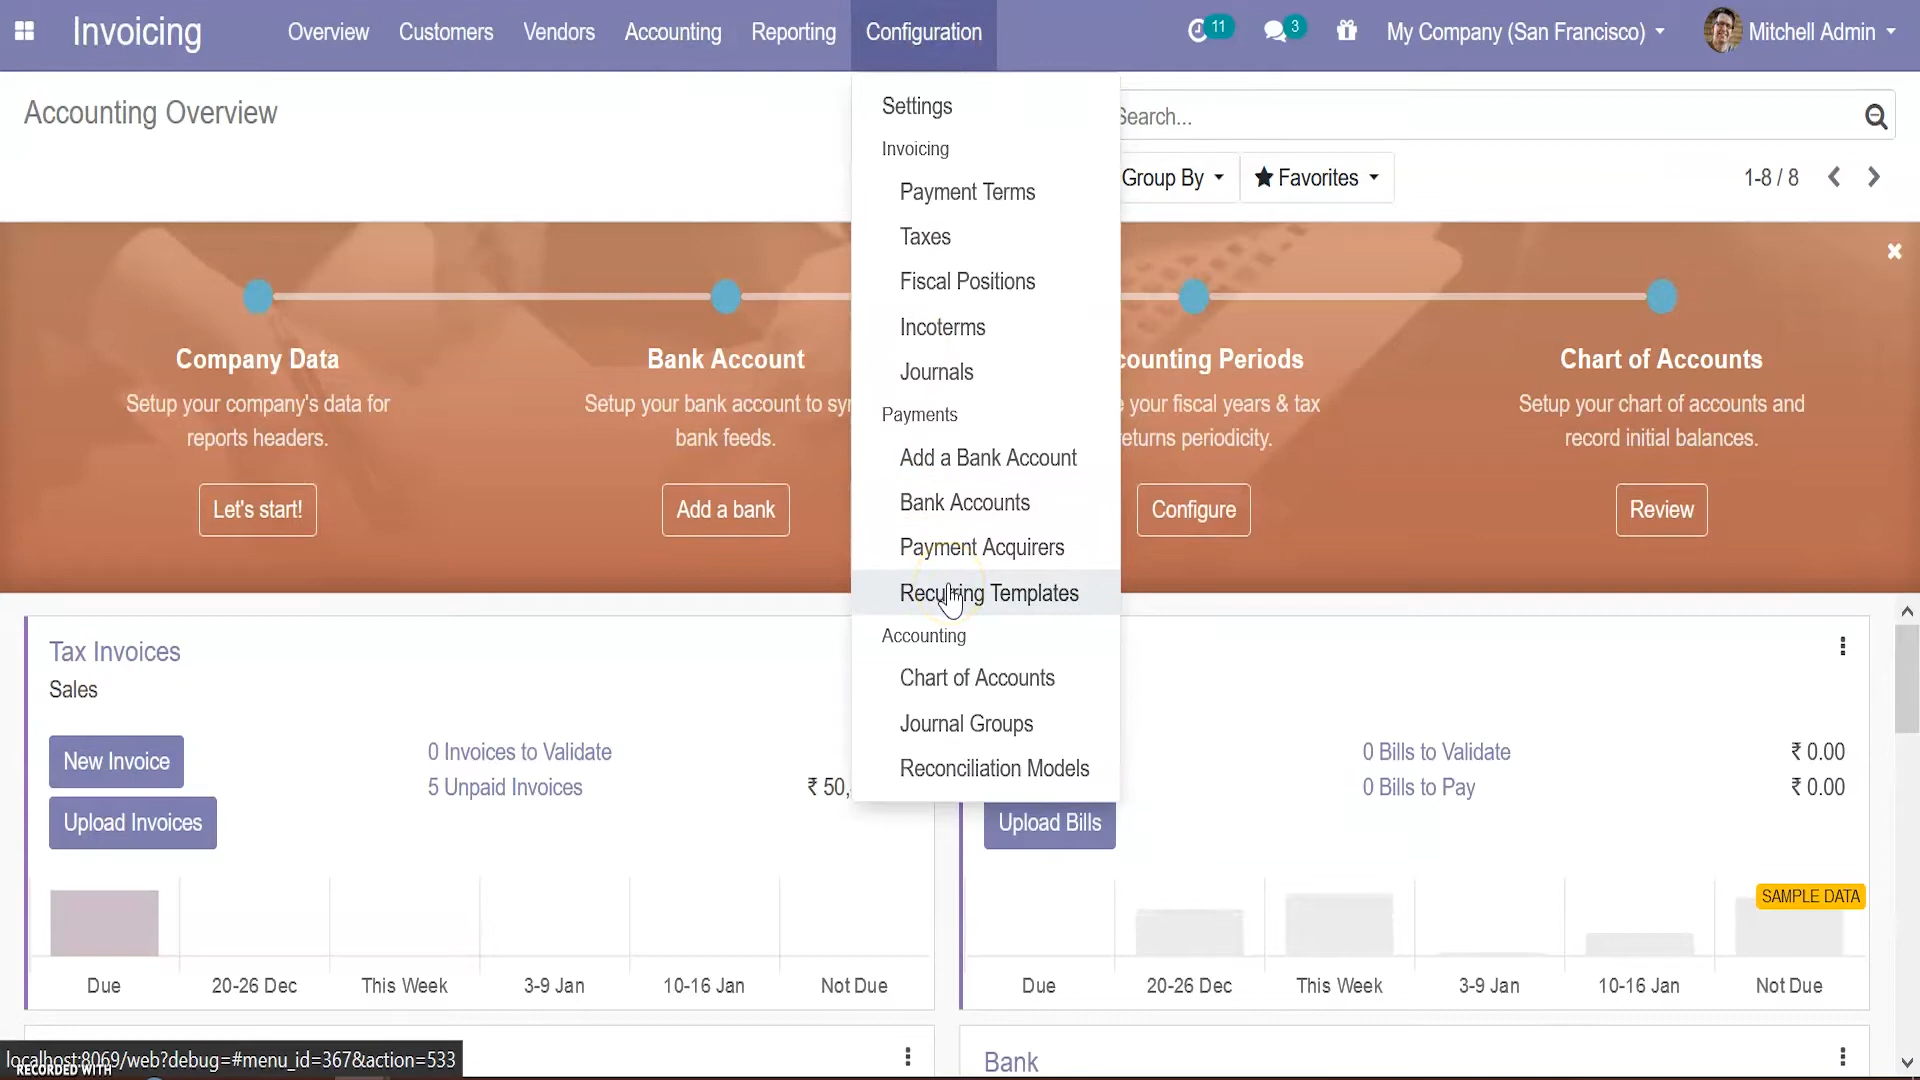 Invoicing
Overview
Customers
Vendors
Accounting
Reporting
Configuration
11
3
My Company (San Francisco)
Mitchell Admin
Accounting Overview
Search...
Group By
Favorites
1-8 / 8
Settings
Invoicing
Payment Terms
Taxes
Fiscal Positions
Incoterms
Journals
Payments
Add a Bank Account
Bank Accounts
Payment Acquirers
Recurring Templates
Accounting
Chart of Accounts
Journal Groups
Reconciliation Models
Company Data
Setup your company's data for
reports headers.
Let's start!
Bank Account
Setup your bank account to sy
bank feeds.
Add a bank
counting Periods
your fiscal years & tax
eturns periodicity.
Configure
Chart of Accounts
Setup your chart of accounts and
record initial balances.
Review
Tax Invoices
Sales
New Invoice
Upload Invoices
0 Invoices to Validate
5 Unpaid Invoices
₹ 50,
Due
20-26 Dec
This Week
3-9 Jan
10-16 Jan
Not Due
Upload Bills
0 Bills to Validate
₹ 0.00
0 Bills to Pay
₹ 0.00
SAMPLE DATA
Due
20-26 Dec
This Week
3-9 Jan
10-16 Jan
Not Due
Bank
localhost:8069/web?debug=#menu_id=367&action=533
RECORDED WITH